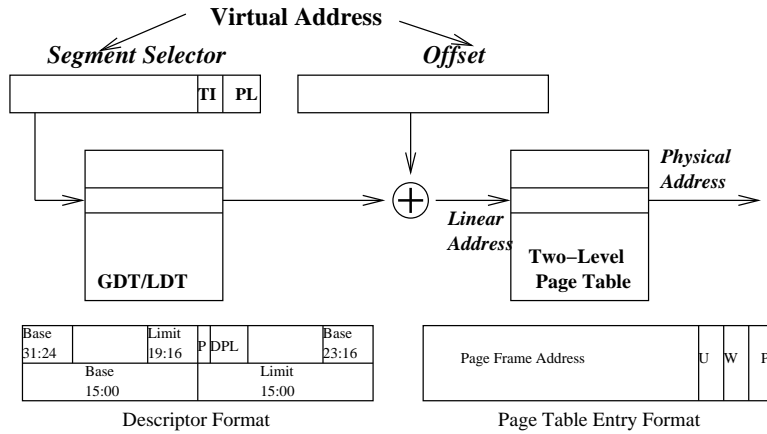 Virtual Address
Segment Selector
Offset
TI
PL
Physical
Address
Linear
Address
GDT/LDT
Two−Level
Page Table
Base
31:24
Limit
19:16
P
DPL
Base
23:16
Base
15:00
Limit
15:00
Descriptor Format
Page Frame Address
U
W
P
Page Table Entry Format